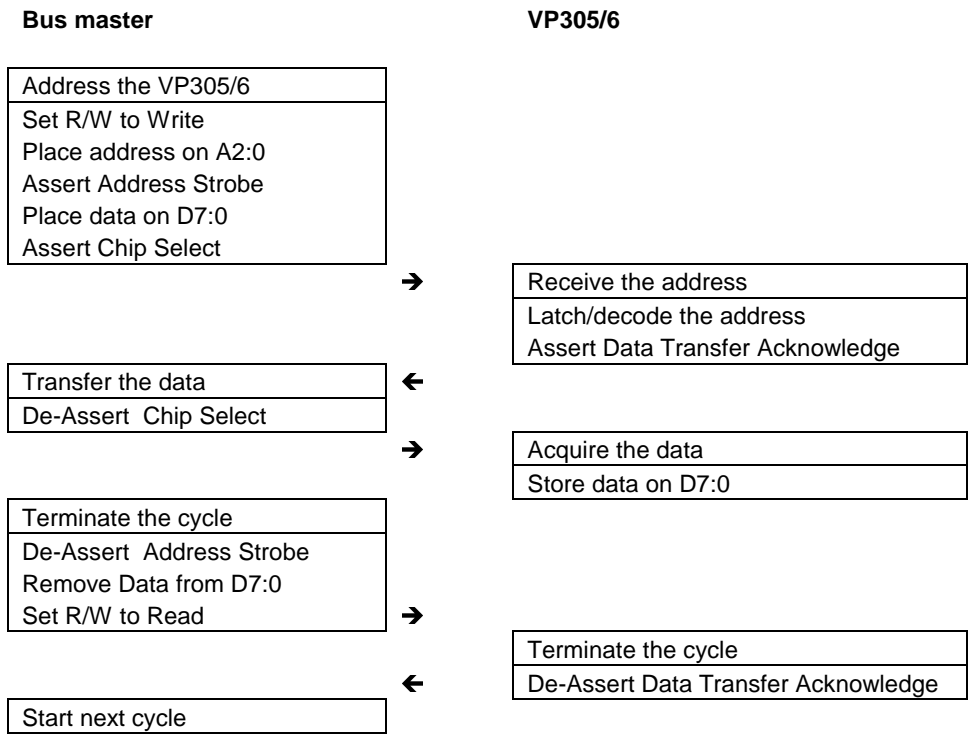 Bus master
VP305/6
Address the VP305/6
Set R/W to Write
Place address on A2:0
Assert Address Strobe
Place data on D7:0
Assert Chip Select
➔
Receive the address
Latch/decode the address
Assert Data Transfer Acknowledge
Transfer the data
🡰
De-Assert  Chip Select
➔
Acquire the data
Store data on D7:0
Terminate the cycle
De-Assert  Address Strobe
Remove Data from D7:0
Set R/W to Read
➔
Terminate the cycle
🡰
De-Assert Data Transfer Acknowledge
Start next cycle